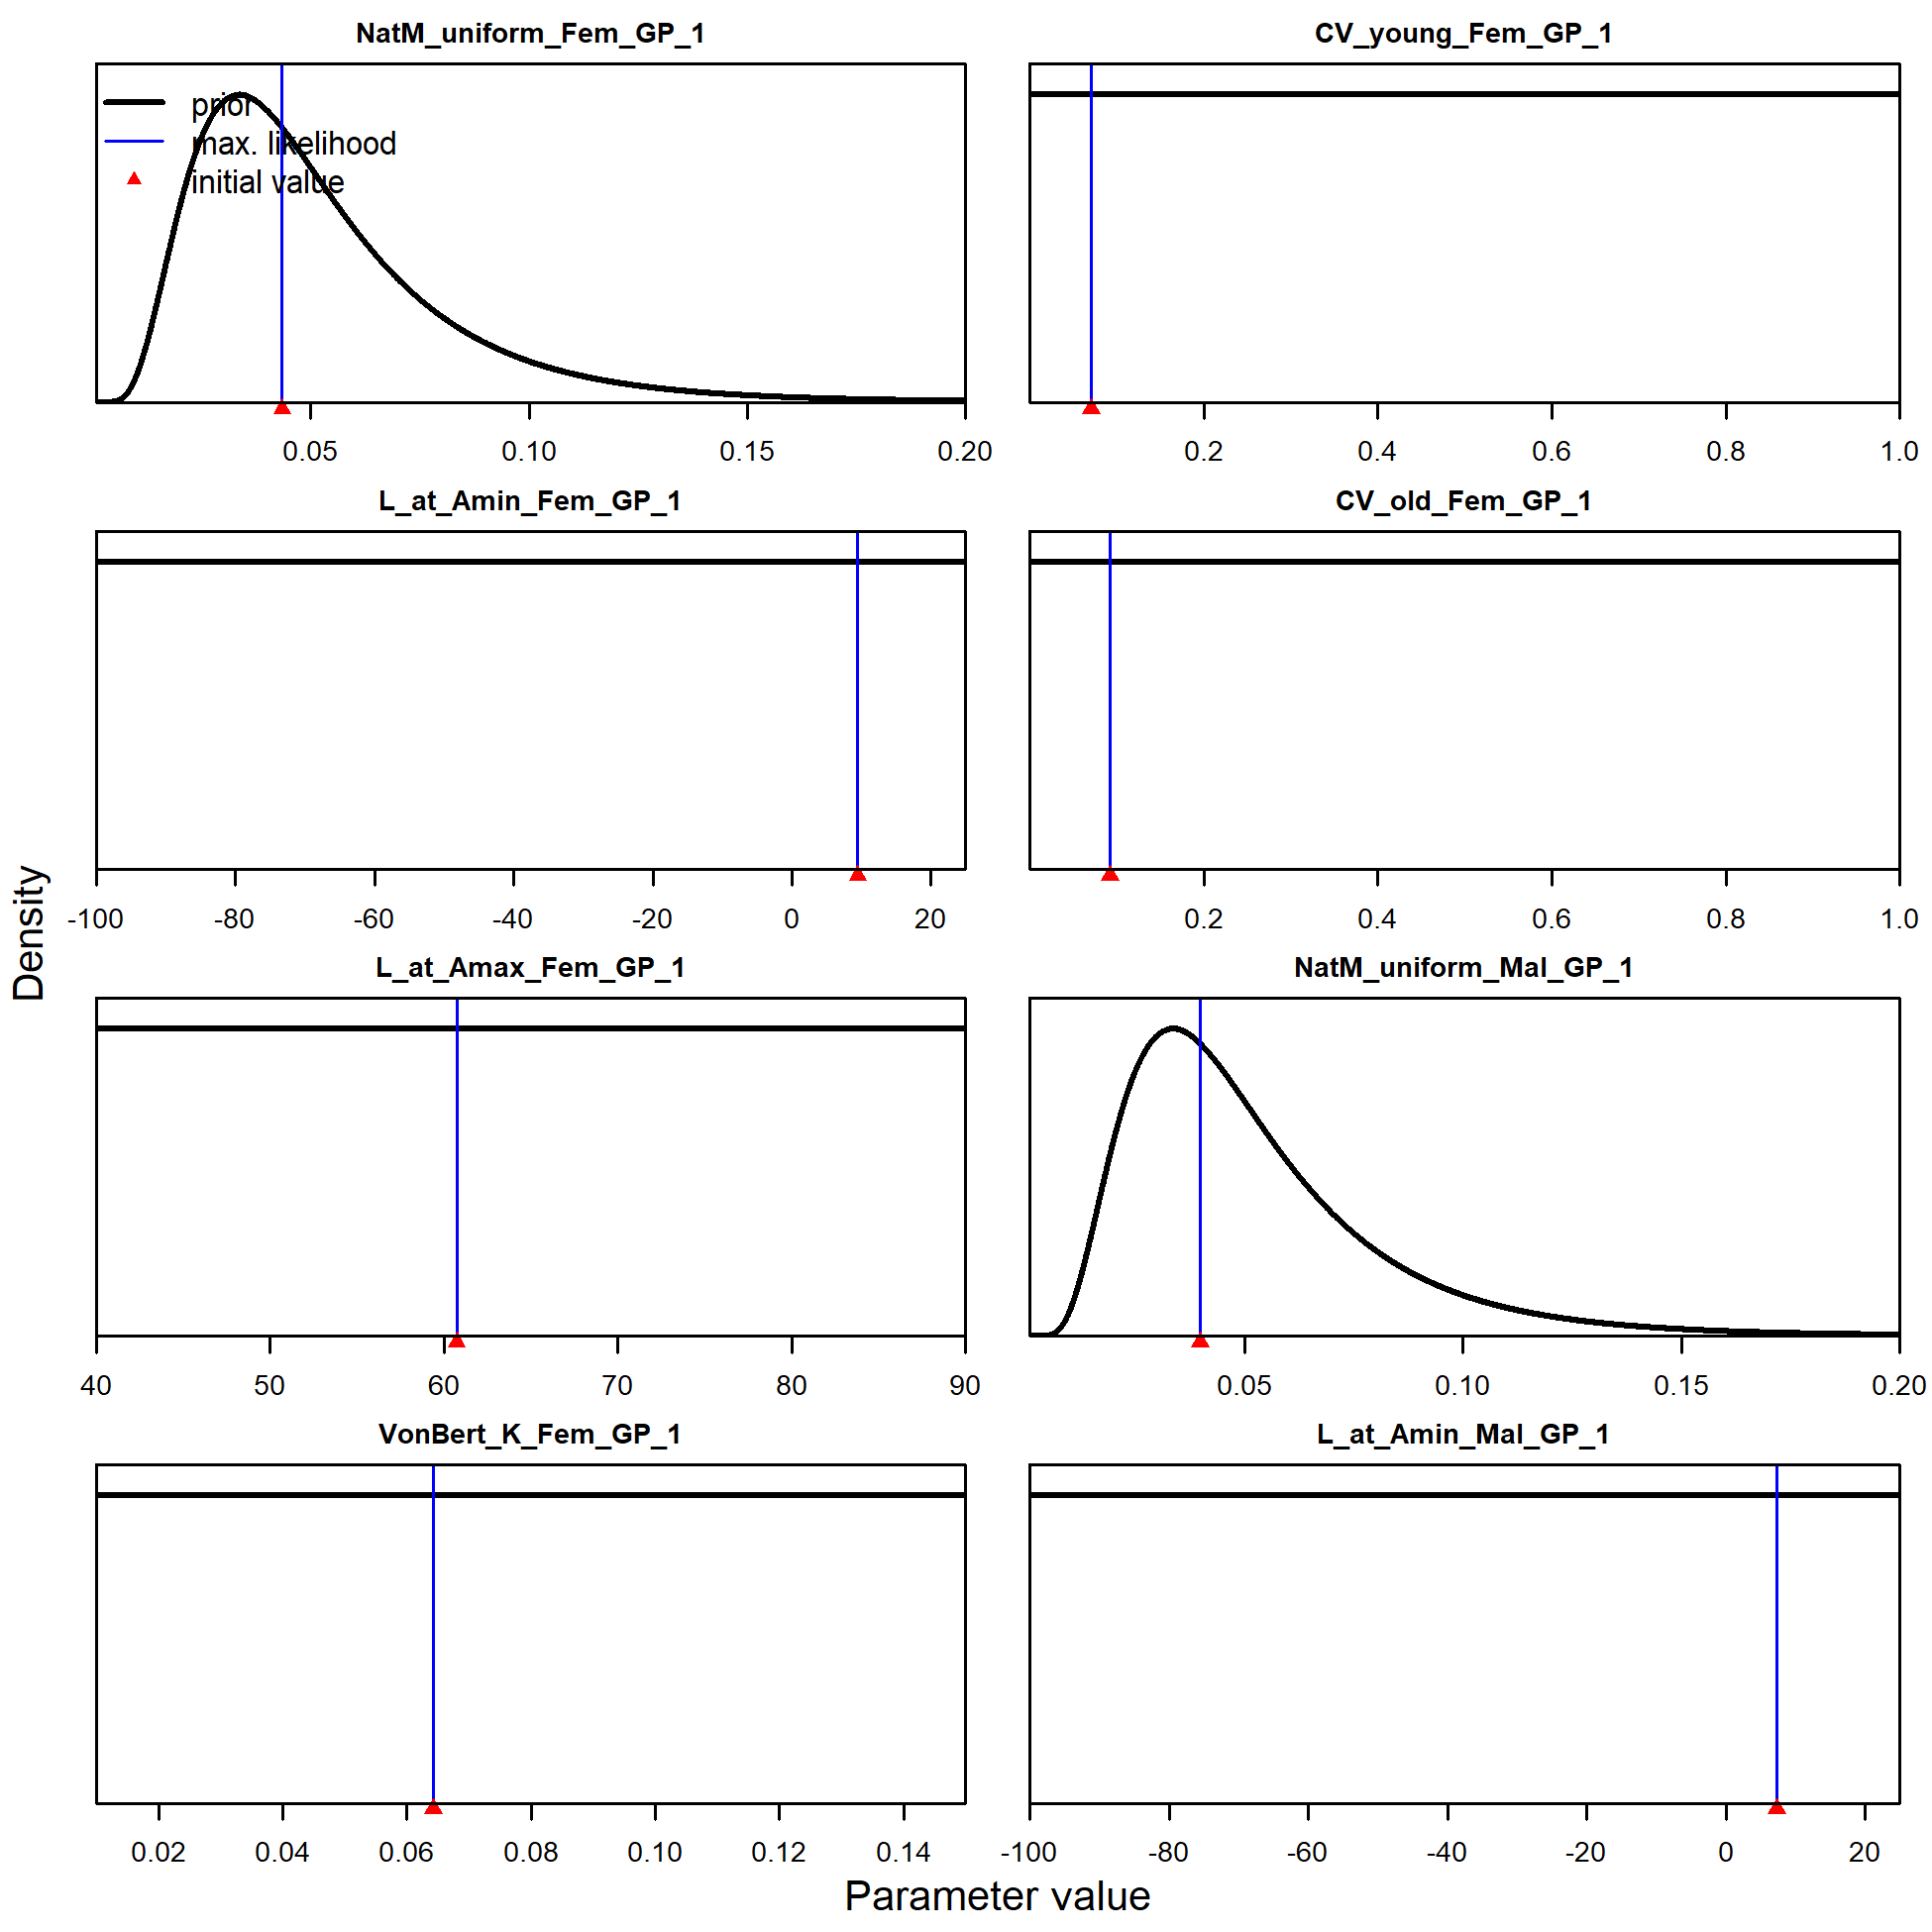 NatM_uniform_Fem_GP_1
prior
max. likelihood
initial value
0.05 0.10 0.15 0.20
CV_young_Fem_GP_1
0.2 0.4 0.6 0.8 1.0
L_at_Amin_Fem_GP_1
-100 -80 -60 -40 -20 0 20
CV_old_Fem_GP_1
0.2 0.4 0.6 0.8 1.0
Density
L_at_Amax_Fem_GP_1
40 50 60 70 80 90
NatM_uniform_Mal_GP_1
0.05 0.10 0.15 0.20
VonBert_K_Fem_GP_1
0.02 0.04 0.06 0.08 0.10 0.12 0.14
L_at_Amin_Mal_GP_1
-100 -80 -60 -40 -20 0 20
Parameter value